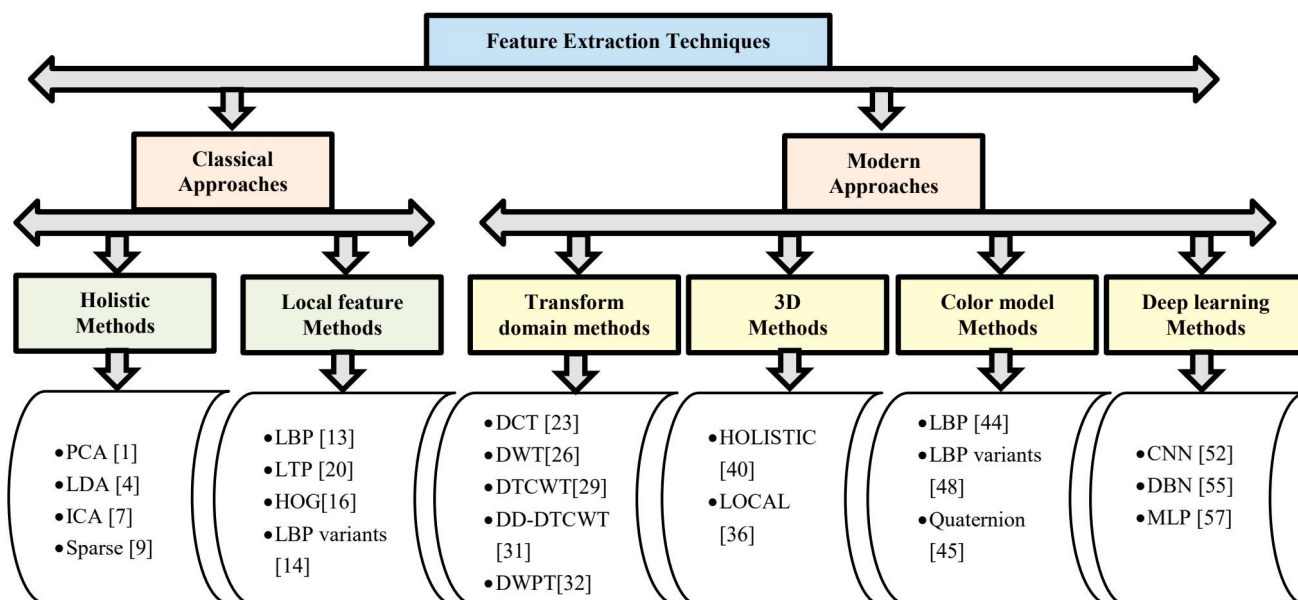 Feature Extraction Techniques
Classical
Approaches
Modern
Approaches
Holistic
Methods
Local feature
Methods
Transform
domain methods
3D
Methods
Color model
Methods
Deep learning
Methods
•PCA [1]
•LDA [4]
•ICA [7]
•Sparse [9]
•LBP [13]
•LTP [20]
•HOG[16]
•LBP variants
[14]
•DCT [23]
•DWT [26]
•DTCWT[29]
•DD-DTCWT
[31]
•DWPT[32]
•HOLISTIC
[40]
•LOCAL
[36]
•LBP [44]
•LBP variants
[48]
•Quaternion
[45]
•CNN [52]
•DBN [55]
•MLP [57]